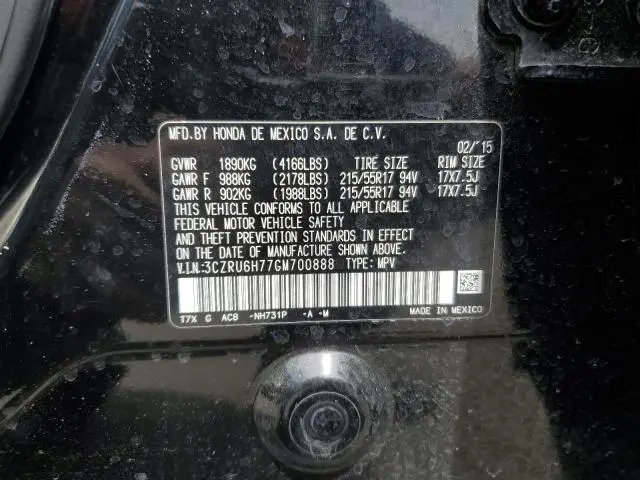 MFD.BY HONDA DE MEXICO S.A. DE C.V.
02/'15
GVWR 1890KG (4166LBS) TIRE SIZE RIM SIZE
GAWR F 988KG (2178LBS) 215/55R17 94V 17X7.5J
GAWR R 902KG (1988LBS) 215/55R17 94V 17X7.5J
THIS VEHICLE CONFORMS TO ALL APPLICABLE
FEDERAL MOTOR VEHICLE SAFETY
AND THEFT PREVENTION STANDARDS IN EFFECT
ON THE DATE OF MANUFACTURE SHOWN ABOVE.
V.I.N:3CZRU6H77GM700888 TYPE: MPV
T7X G AC8 -NH731P -A -M MADE IN MEXICO